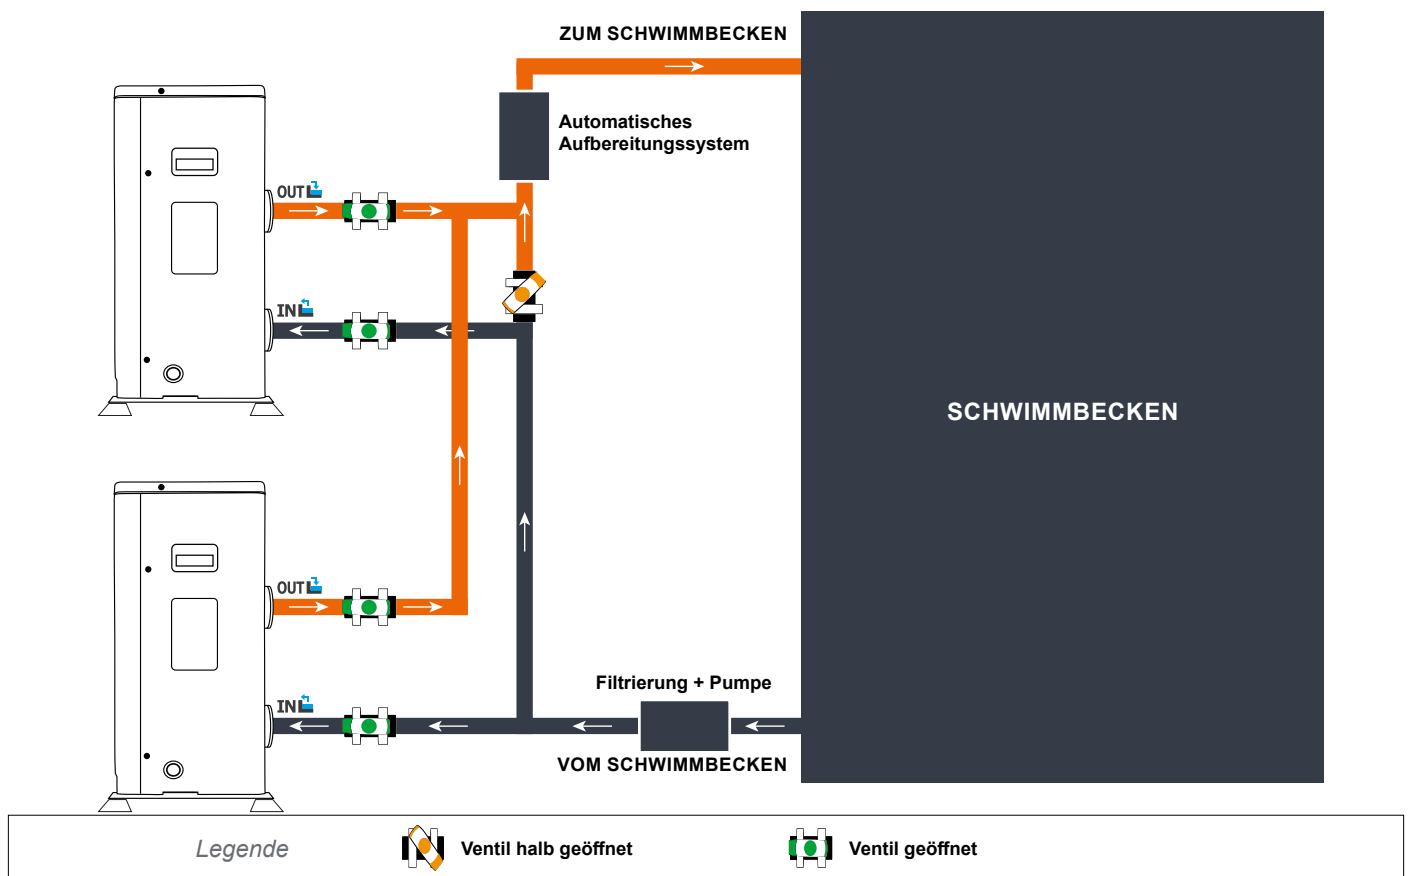 ZUM SCHWIMMBECKEN
Automatisches
Aufbereitungssystem
OUT
IN
SCHWIMMBECKEN
OUT
IN
Filtrierung + Pumpe
VOM SCHWIMMBECKEN
Legende
Ventil halb geöffnet
Ventil geöffnet